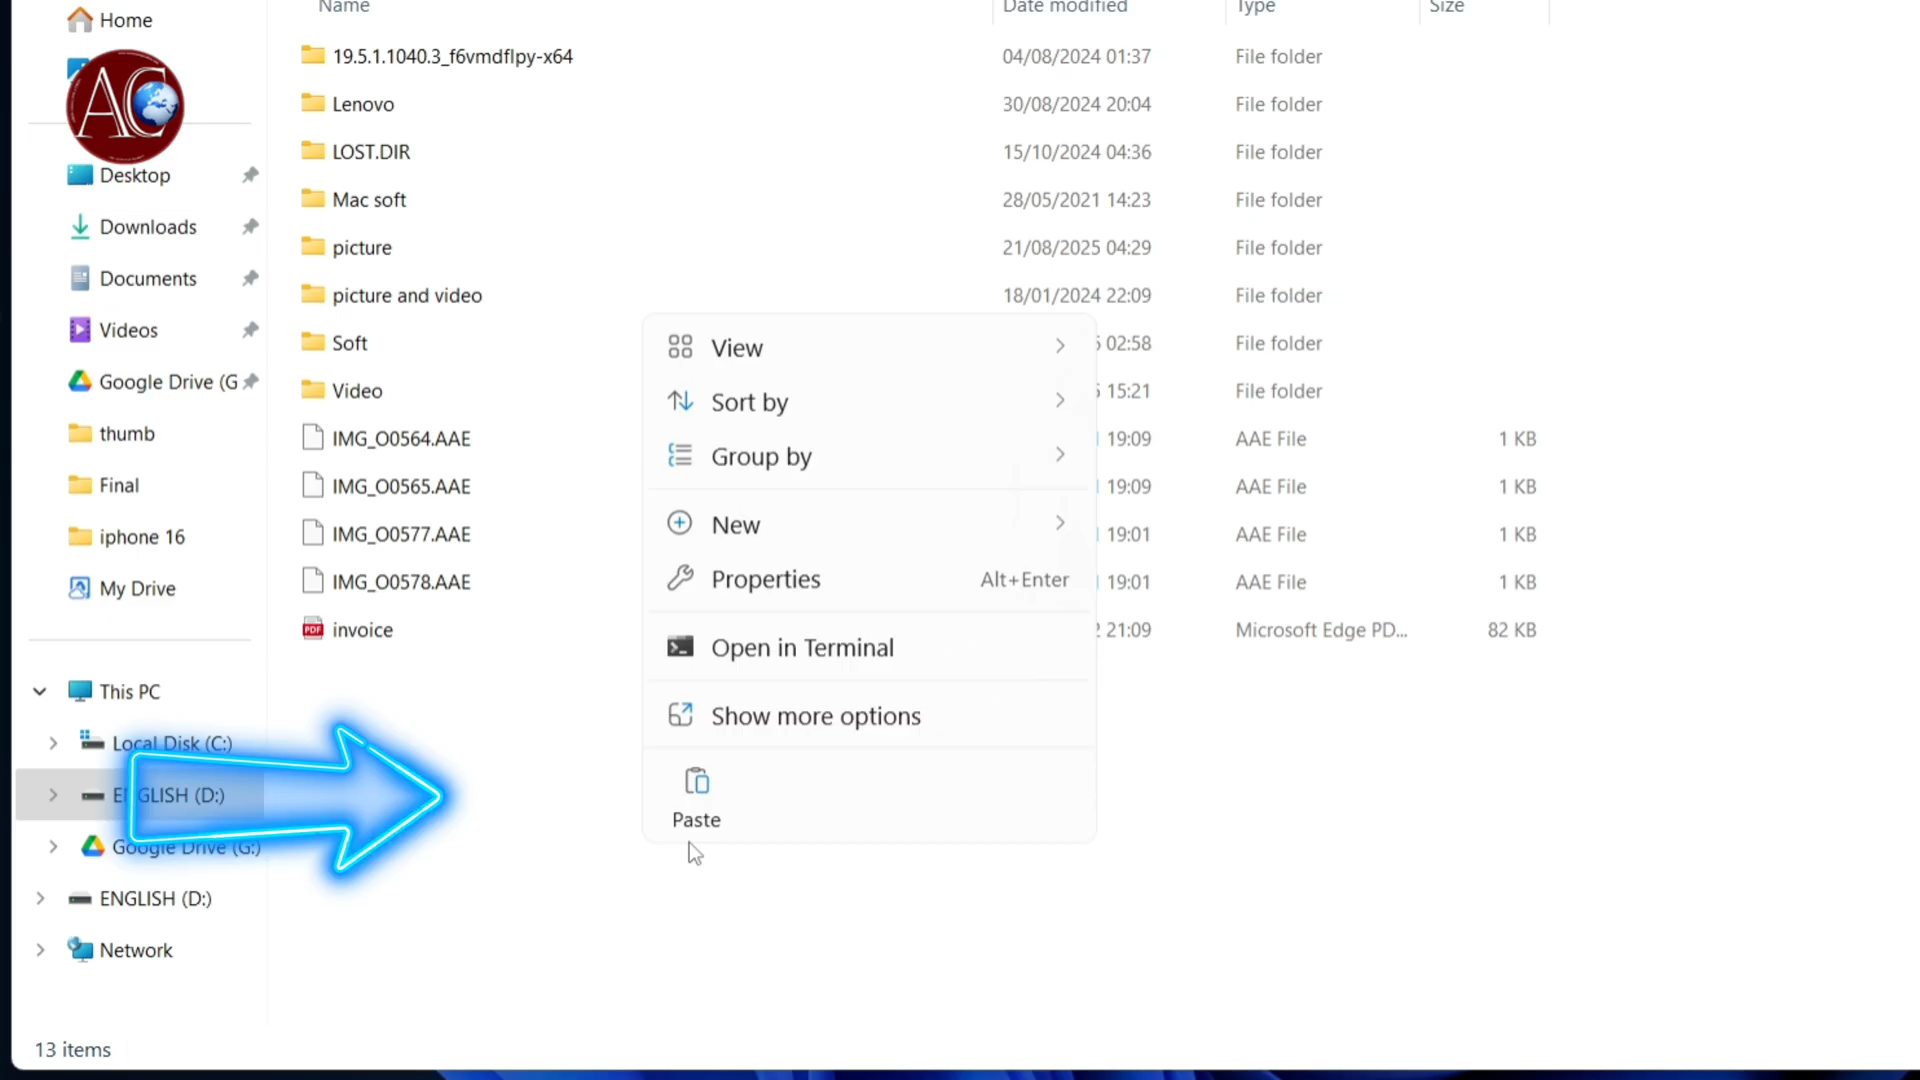 Name Date modified Type Size
Home
AC
Desktop
Downloads
Documents
Videos
Google Drive (G
thumb
Final
iphone 16
My Drive
This PC
Local Disk (C:)
ENGLISH (D:)
Google Drive (G:)
ENGLISH (D:)
Network
19.5.1.1040.3_f6vmdflpy-x64 04/08/2024 01:37 File folder
Lenovo 30/08/2024 20:04 File folder
LOST.DIR 15/10/2024 04:36 File folder
Mac soft 28/05/2021 14:23 File folder
picture 21/08/2025 04:29 File folder
picture and video 18/01/2024 22:09 File folder
Soft 02:58 File folder
Video 15:21 File folder
IMG_O0564.AAE 19:09 AAE File 1 KB
IMG_O0565.AAE 19:09 AAE File 1 KB
IMG_O0577.AAE 19:01 AAE File 1 KB
IMG_O0578.AAE 19:01 AAE File 1 KB
PDF invoice 21:09 Microsoft Edge PD... 82 KB
View
Sort by
Group by
New
Properties Alt+Enter
Open in Terminal
Show more options
Paste
13 items